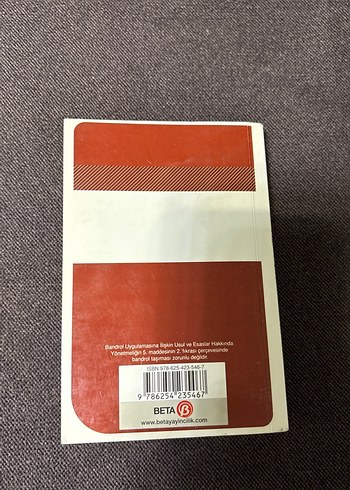 Bandrol Uygulamasına İlişkin Usul ve Esaslar Hakkında
Yönetmeliğin 5. maddesinin 2. fıkrası çerçevesinde
bandrol taşıması zorunlu değildir.
ISBN 978-625-423-546-7
9 786254 235467
BETA β
www.betayayincilik.com